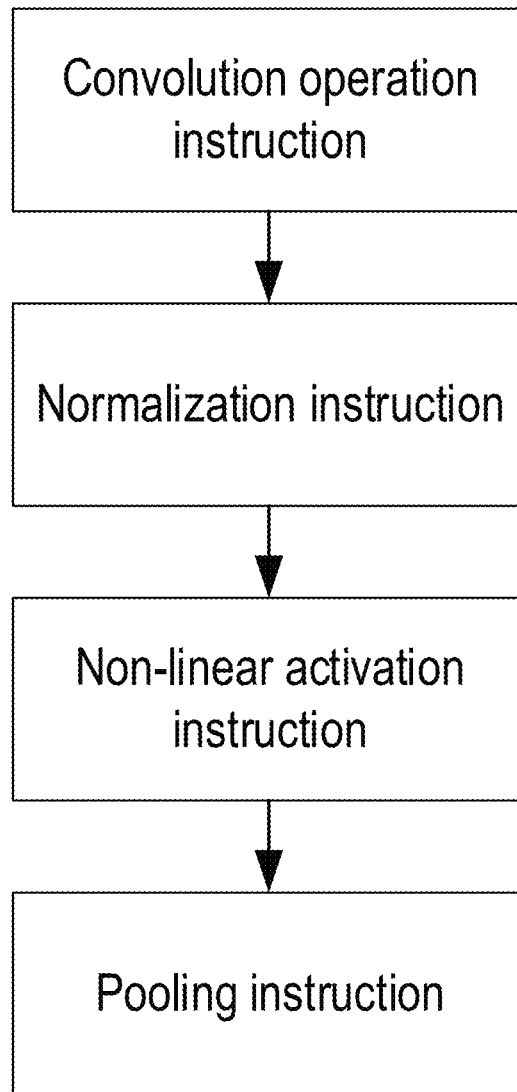 Convolution operation
instruction
Normalization instruction
Non-linear activation
instruction
Pooling instruction